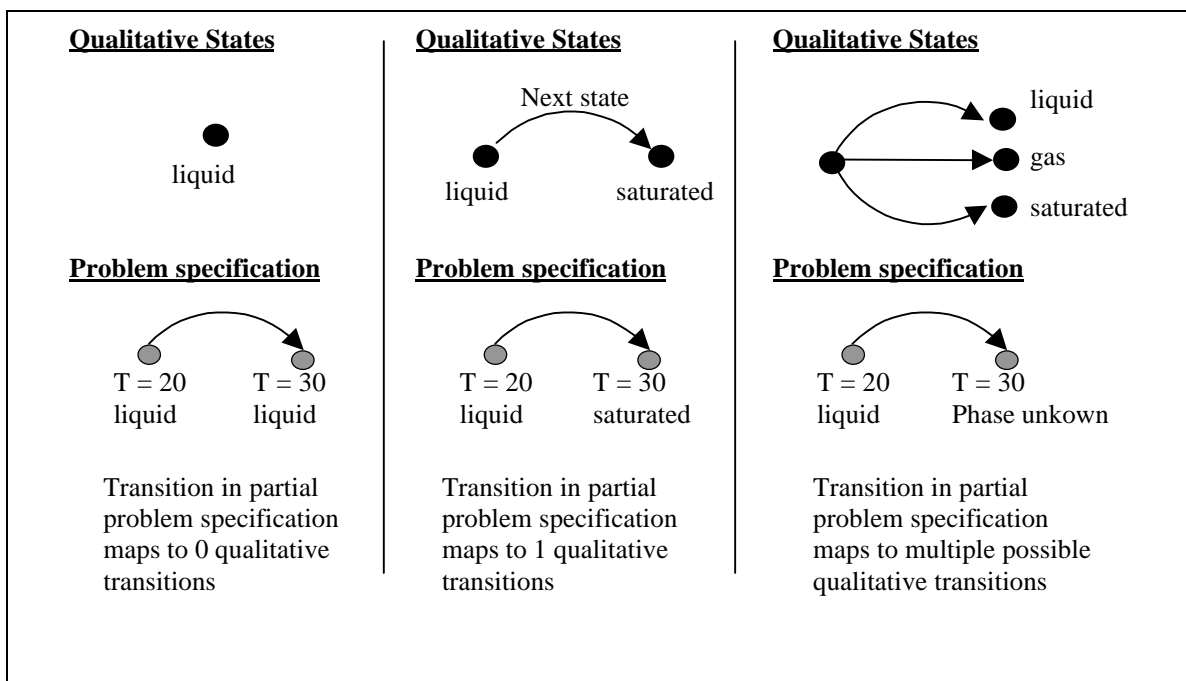 Qualitative States
liquid
Problem specification
T = 20
liquid
T = 30
liquid
Transition in partial
problem specification
maps to 0 qualitative
transitions
Qualitative States
Next state
liquid
saturated
Problem specification
T = 20
liquid
T = 30
saturated
Transition in partial
problem specification
maps to 1 qualitative
transitions
Qualitative States
liquid
gas
saturated
Problem specification
T = 20
liquid
T = 30
Phase unkown
Transition in partial
problem specification
maps to multiple possible
qualitative transitions